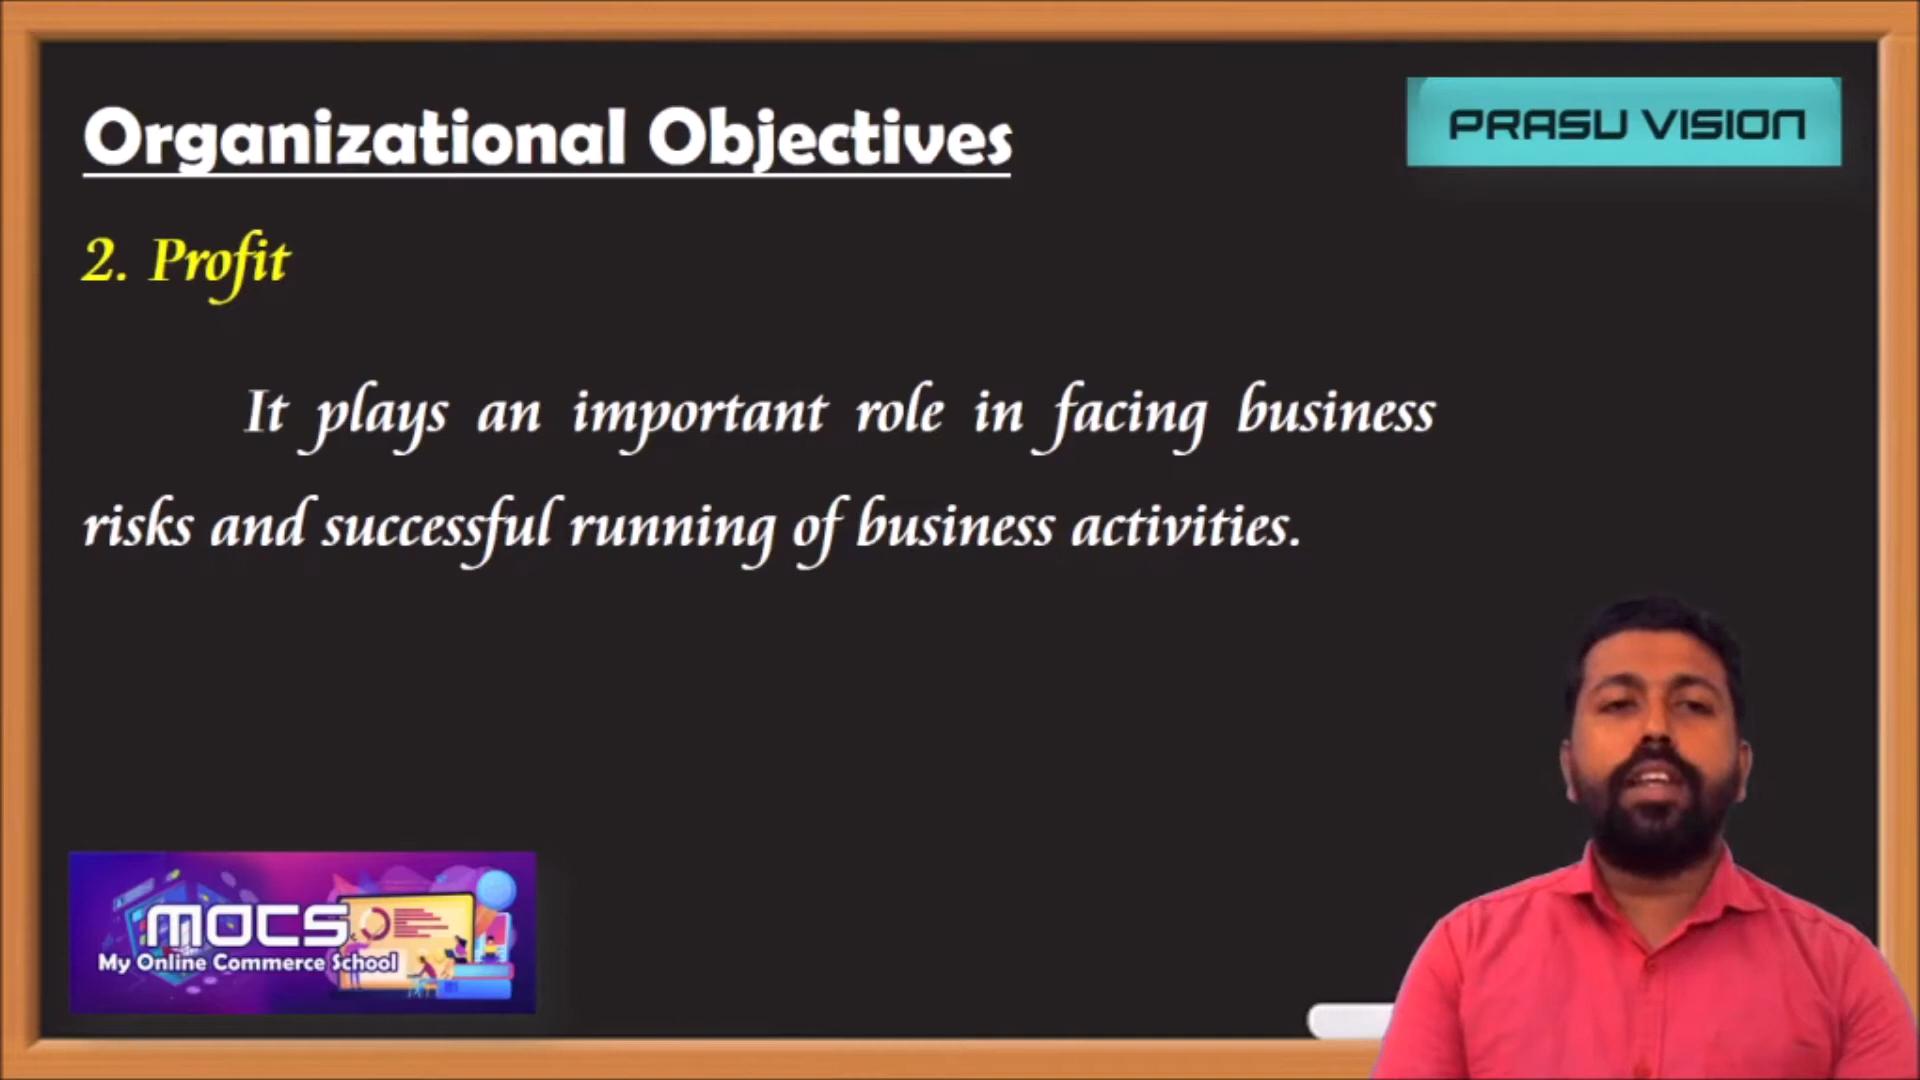 Organizational Objectives
PRASU VISION
2. Profit
It plays an important role in facing business
risks and successful running of business activities.
MOCS
My Online Commerce School